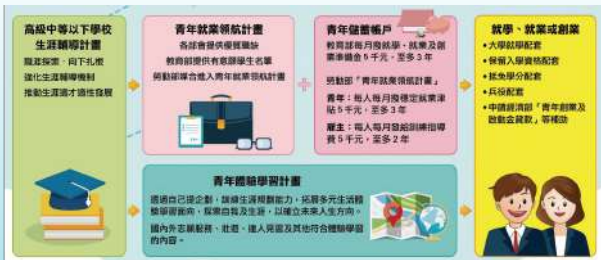 高級中等以下學校
生涯輔導計畫
職涯探索、向下扎根
強化生涯輔導機制
推動生涯適才適性發展
青年就業領航計畫
各部會提供優質職缺
教育部提供有意願學生名單
勞動部媒合進入青年就業領航計畫
青年儲蓄帳戶
教育部每月撥就學、就業及創
業準備金5千元，至多3年
勞動部「青年就業領航計畫」
青年：每人每月撥穩定就業津
貼5千元，至多3年
雇主：每人每月發給訓練指導
費5千元，至多2年
就學、就業或創業
•大學就學配套
•保留入學資格配套
•抵免學分配套
•兵役配套
•申請經濟部「青年創業及
啟動金貸款」等補助
青年體驗學習計畫
透過自己提企劃，訓練生涯規劃能力，拓展多元生活體
驗學習面向，探索自我及生涯，以確立未來人生方向。
國內外志願服務、壯遊、達人見習及其他符合體驗學習
的內容。